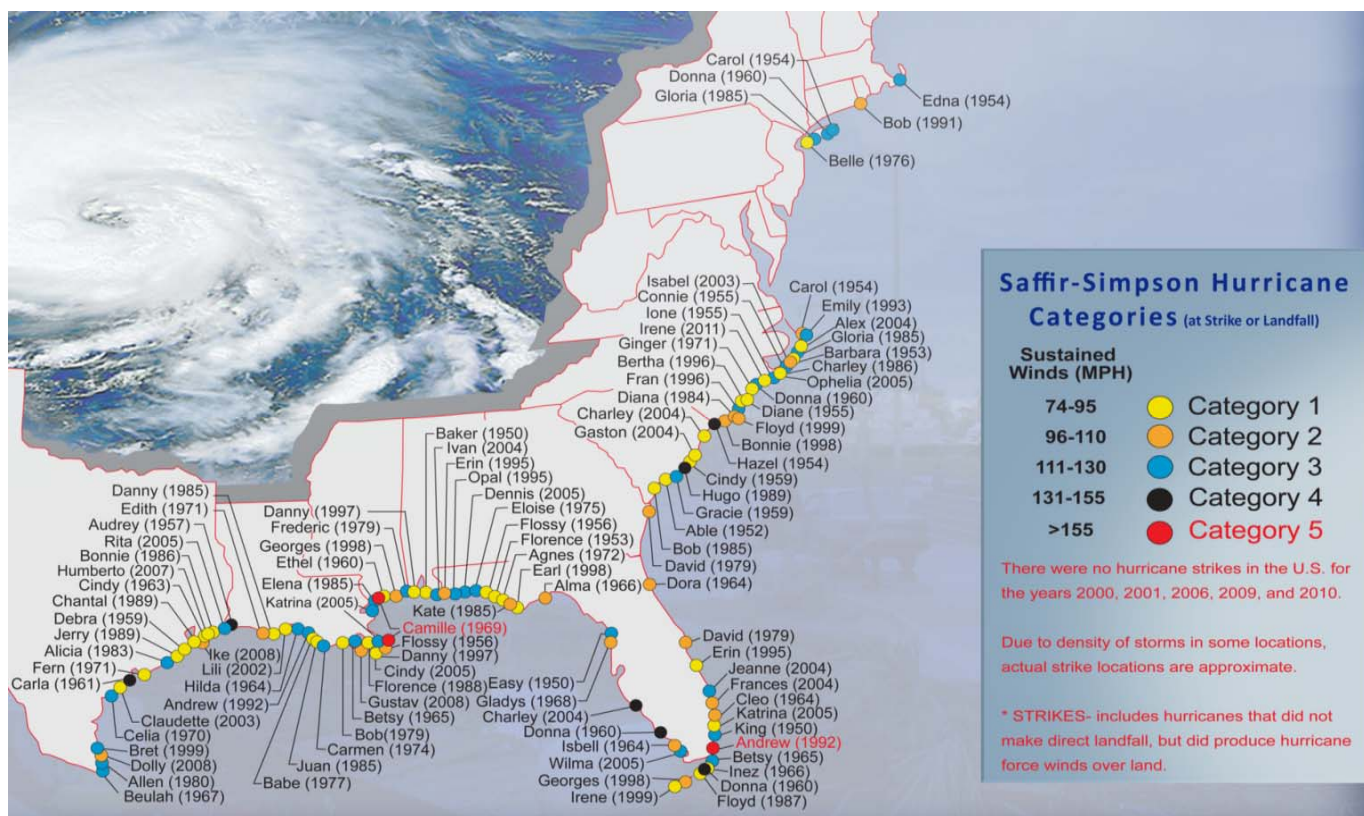 Carol (1954)
Donna (1960)
Gloria (1985)
Edna (1954)
Bob (1991)
Belle (1976)
Isabel (2003)
Connie (1955)
Ione (1955)
Irene (2011)
Ginger (1971)
Bertha (1996)
Fran (1996)
Diana (1984)
Charley (2004)
Gaston (2004)
Carol (1954)
Emily (1993)
Alex (2004)
Gloria (1985)
Barbara (1953)
Charley (1986)
Ophelia (2005)
Donna (1960)
Diane (1955)
Floyd (1999)
Bonnie (1998)
Hazel (1954)
Cindy (1959)
Hugo (1989)
Gracie (1959)
Able (1952)
Bob (1985)
David (1979)
Dora (1964)
Baker (1950)
Ivan (2004)
Erin (1995)
Opal (1995)
Dennis (2005)
Eloise (1975)
Flossy (1956)
Florence (1953)
Agnes (1972)
Earl (1998)
Alma (1966)
Danny (1997)
Frederic (1979)
Georges (1998)
Ethel (1960)
Elena (1985)
Katrina (2005)
Kate (1985)
Camille (1969)
Flossy (1956)
Danny (1997)
Cindy (2005)
Florence (1988)
Gustav (2008)
Betsy (1965)
Bob(1979)
Carmen (1974)
Juan (1985)
Babe (1977)
Danny (1985)
Edith (1971)
Audrey (1957)
Rita (2005)
Bonnie (1986)
Humberto (2007)
Cindy (1963)
Chantal (1989)
Debra (1959)
Jerry (1989)
Alicia (1983)
Fern (1971)
Carla (1961)
Ike (2008)
Lili (2002)
Hilda (1964)
Andrew (1992)
Claudette (2003)
Celia (1970)
Bret (1999)
Dolly (2008)
Allen (1980)
Beulah (1967)
Easy (1950)
Gladys (1968)
Charley (2004)
Donna (1960)
Isbell (1964)
Wilma (2005)
Georges (1998)
Irene (1999)
David (1979)
Erin (1995)
Jeanne (2004)
Frances (2004)
Cleo (1964)
Katrina (2005)
King (1950)
Andrew (1992)
Betsy (1965)
Inez (1966)
Donna (1960)
Floyd (1987)
Saffir-Simpson Hurricane
Categories (at Strike or Landfall)
Sustained
Winds (MPH)
74-95 Category 1
96-110 Category 2
111-130 Category 3
131-155 Category 4
>155 Category 5
There were no hurricane strikes in the U.S. for
the years 2000, 2001, 2006, 2009, and 2010.
Due to density of storms in some locations,
actual strike locations are approximate.
* STRIKES- includes hurricanes that did not
make direct landfall, but did produce hurricane
force winds over land.